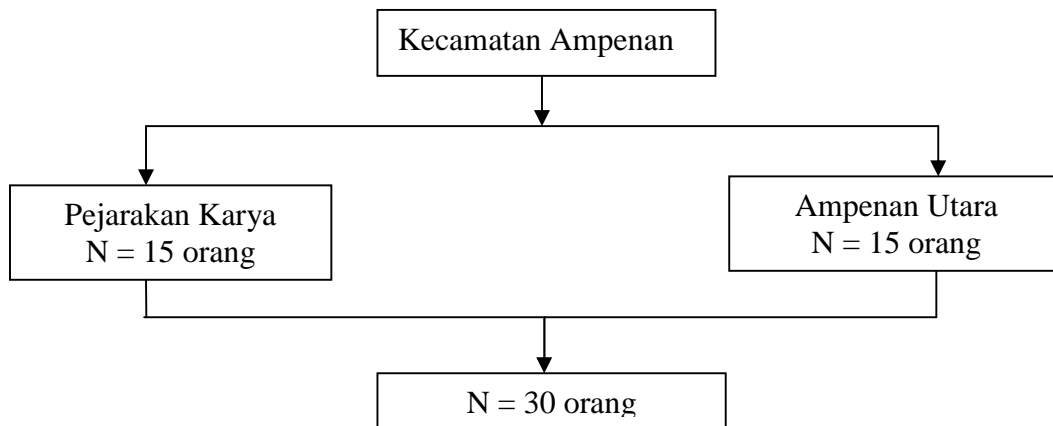 Kecamatan Ampenan
Pejarakan Karya
N = 15 orang
Ampenan Utara
N = 15 orang
N = 30 orang